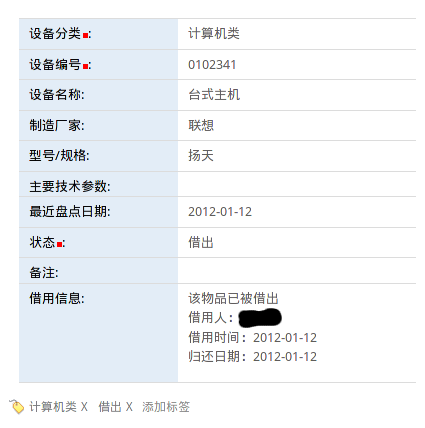 设备分类: 计算机类
设备编号: 0102341
设备名称: 台式主机
制造厂家: 联想
型号/规格: 扬天
主要技术参数:
最近盘点日期: 2012-01-12
状态: 借出
备注:
借用信息: 该物品已被借出
借用人：
借用时间：2012-01-12
归还日期：2012-01-12
计算机类 X 借出 X 添加标签